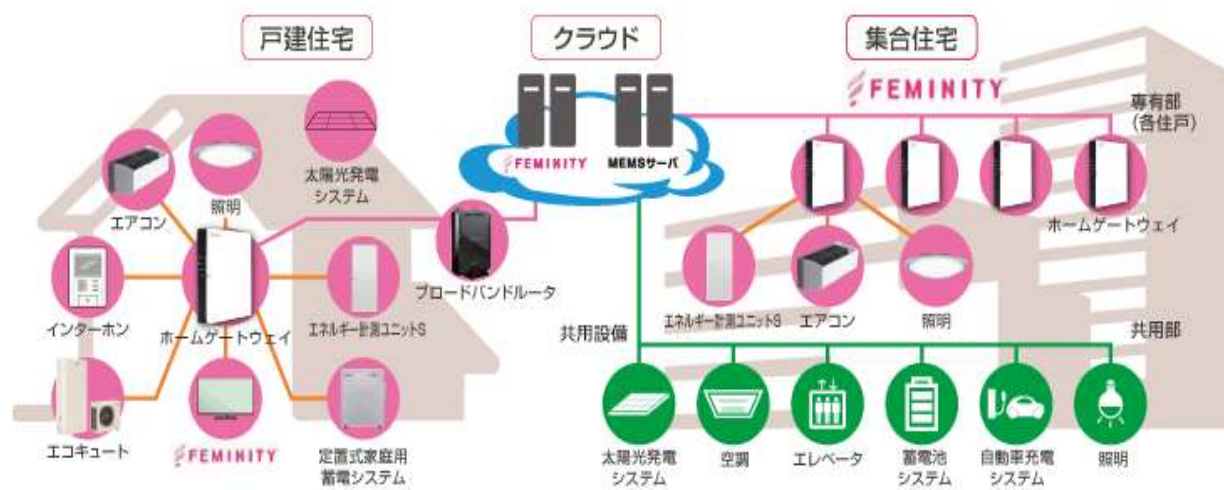 戸建住宅
クラウド
集合住宅
FEMINITY
専有部
(各住戸)
FEMINITY
MEMSサーバ
太陽光発電
システム
エアコン
照明
ブロードバンドルータ
ホームゲートウェイ
インターホン
ホームゲートウェイ
エネルギー計測ユニットS
エネルギー計測ユニットS
エアコン
照明
共用設備
共用部
エコキュート
FEMINITY
定置式家庭用
蓄電システム
太陽光発電
システム
空調
エレベータ
蓄電池
システム
自動車充電
システム
照明